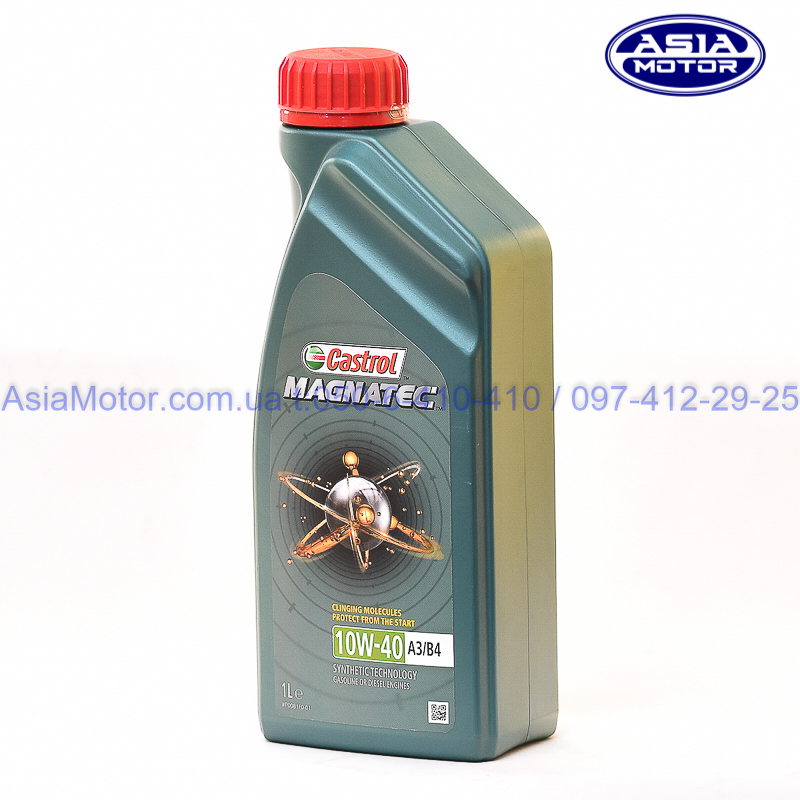 ASIA
MOTOR
Castrol
MAGNATEC
AsiaMotor.com.ua / 097-412-29-25
CLINGING MOLECULES
PROTECT FROM THE START
10W-40 A3/B4
SYNTHETIC TECHNOLOGY
GASOLINE OR DIESEL ENGINES
1L e